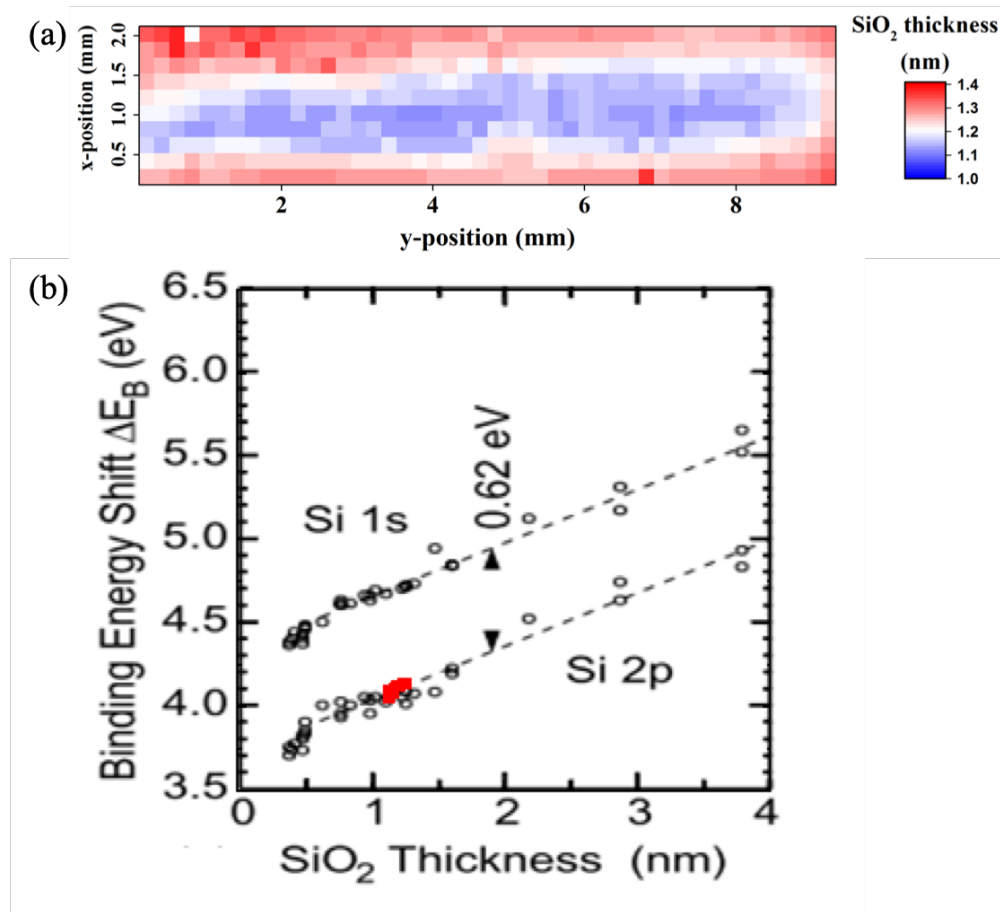 (a)
SiO₂ thickness
(nm)
x-position (mm)
2.0
1.5
1.0
0.5
2
4
6
8
y-position (mm)
1.4
1.3
1.2
1.1
1.0
(b)
Binding Energy Shift ΔE_B (eV)
6.5
6.0
5.5
5.0
4.5
4.0
3.5
Si 1s
0.62 eV
Si 2p
0
1
2
3
4
SiO₂ Thickness (nm)